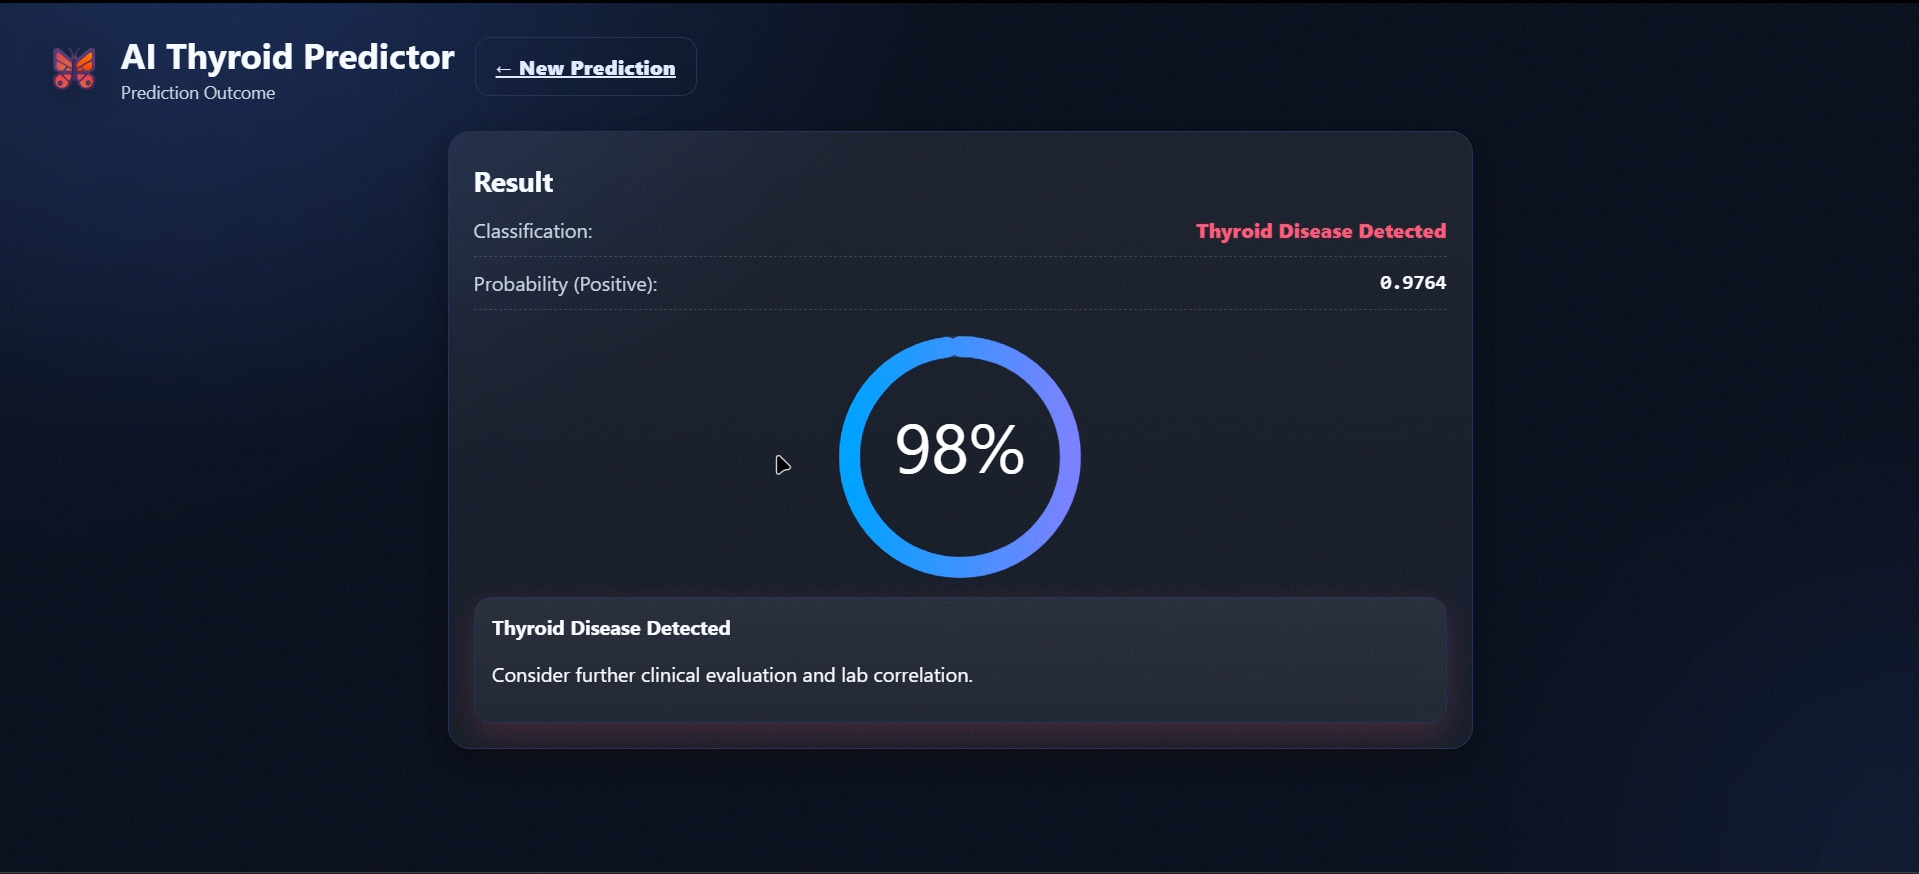 AI Thyroid Predictor
Prediction Outcome
← New Prediction
Result
Classification: Thyroid Disease Detected
Probability (Positive): 0.9764
98%
Thyroid Disease Detected
Consider further clinical evaluation and lab correlation.